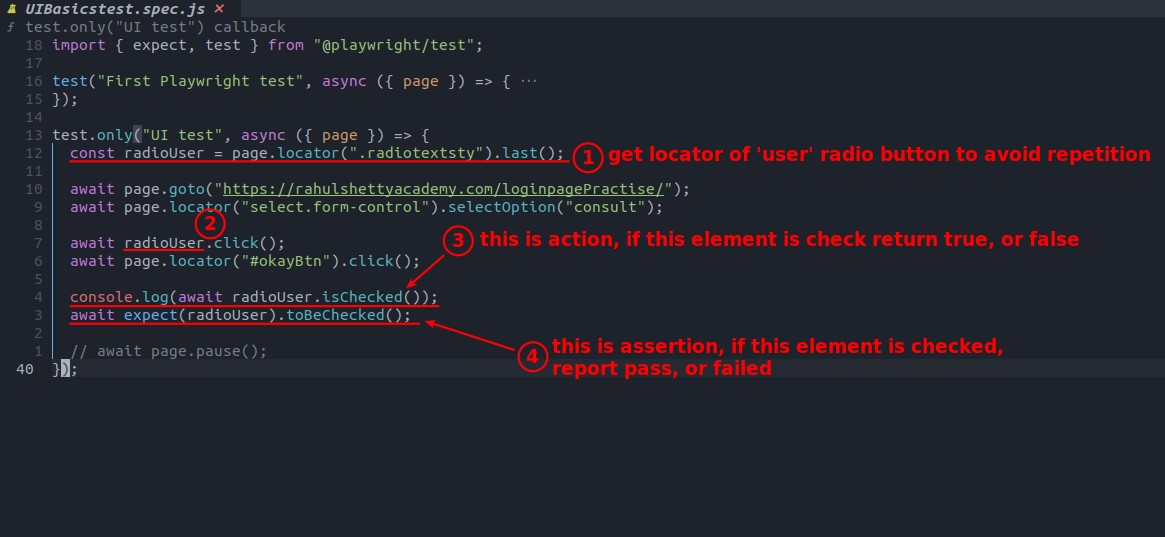 UIBasicstest.spec.js ×
f test.only("UI test") callback
18 import { expect, test } from "@playwright/test";
17
16 test("First Playwright test", async ({ page }) => { ···
15 });
14
13 test.only("UI test", async ({ page }) => {
12 const radioUser = page.locator(".radiotextsty").last(); 1 get locator of 'user' radio button to avoid repetition
11
10 await page.goto("https://rahulshettyacademy.com/loginpagePractise/");
9 await page.locator("select.form-control").selectOption("consult");
8 2
7 await radioUser.click(); 3 this is action, if this element is check return true, or false
6 await page.locator("#okayBtn").click();
5
4 console.log(await radioUser.isChecked());
3 await expect(radioUser).toBeChecked();
2
1 // await page.pause(); 4 this is assertion, if this element is checked,
40 }); report pass, or failed